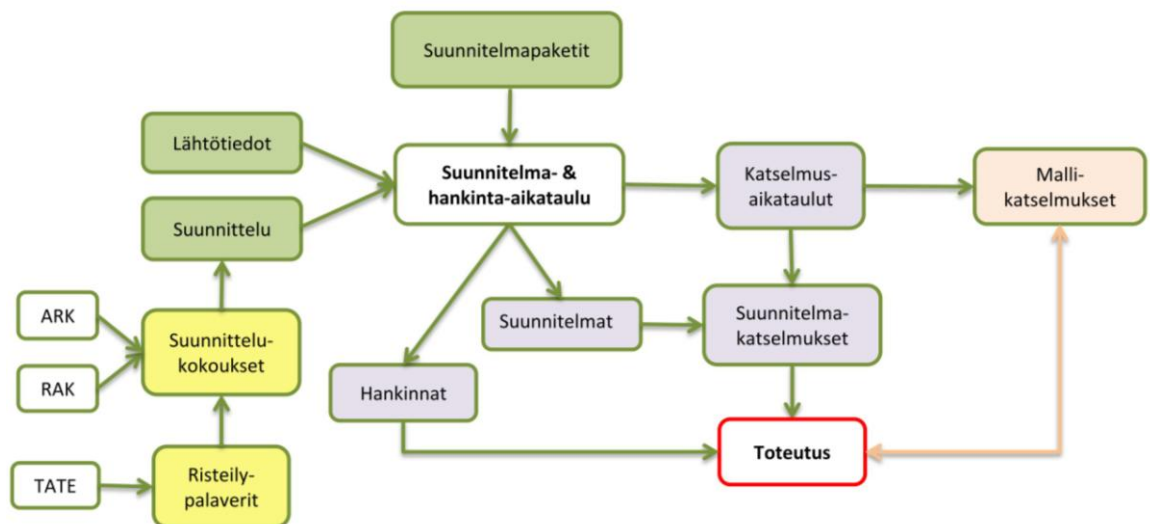 Suunnitelmapaketit
Lähtötiedot
Suunnitelma- &
hankinta-aikataulu
Katselmus-
aikataulut
Malli-
katselmukset
Suunnittelu
ARK
Suunnittelu-
kokoukset
Suunnitelmat
Suunnitelma-
katselmukset
RAK
Hankinnat
TATE
Risteily-
palaverit
Toteutus